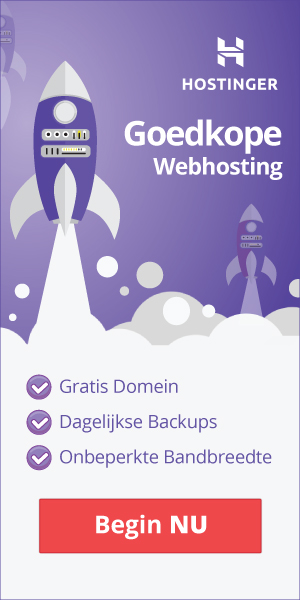 HOSTINGER
Goedkope
Webhosting
Gratis Domein
Dagelijkse Backups
Onbeperkte Bandbreedte
Begin NU